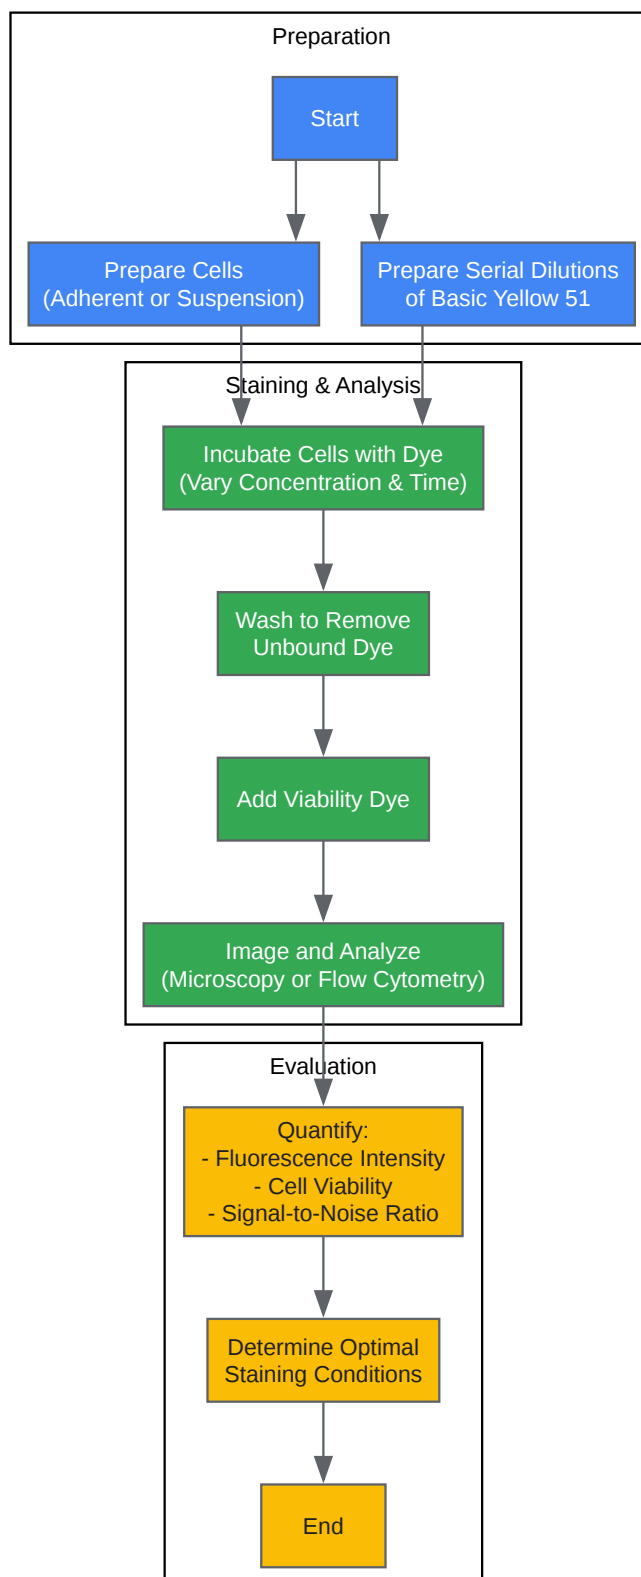 Preparation
Start
Prepare Cells
(Adherent or Suspension)
Prepare Serial Dilutions
of Basic Yellow 51
Staining & Analysis
Incubate Cells with Dye
(Vary Concentration & Time)
Wash to Remove
Unbound Dye
Add Viability Dye
Image and Analyze
(Microscopy or Flow Cytometry)
Evaluation
Quantify:
- Fluorescence Intensity
- Cell Viability
- Signal-to-Noise Ratio
Determine Optimal
Staining Conditions
End